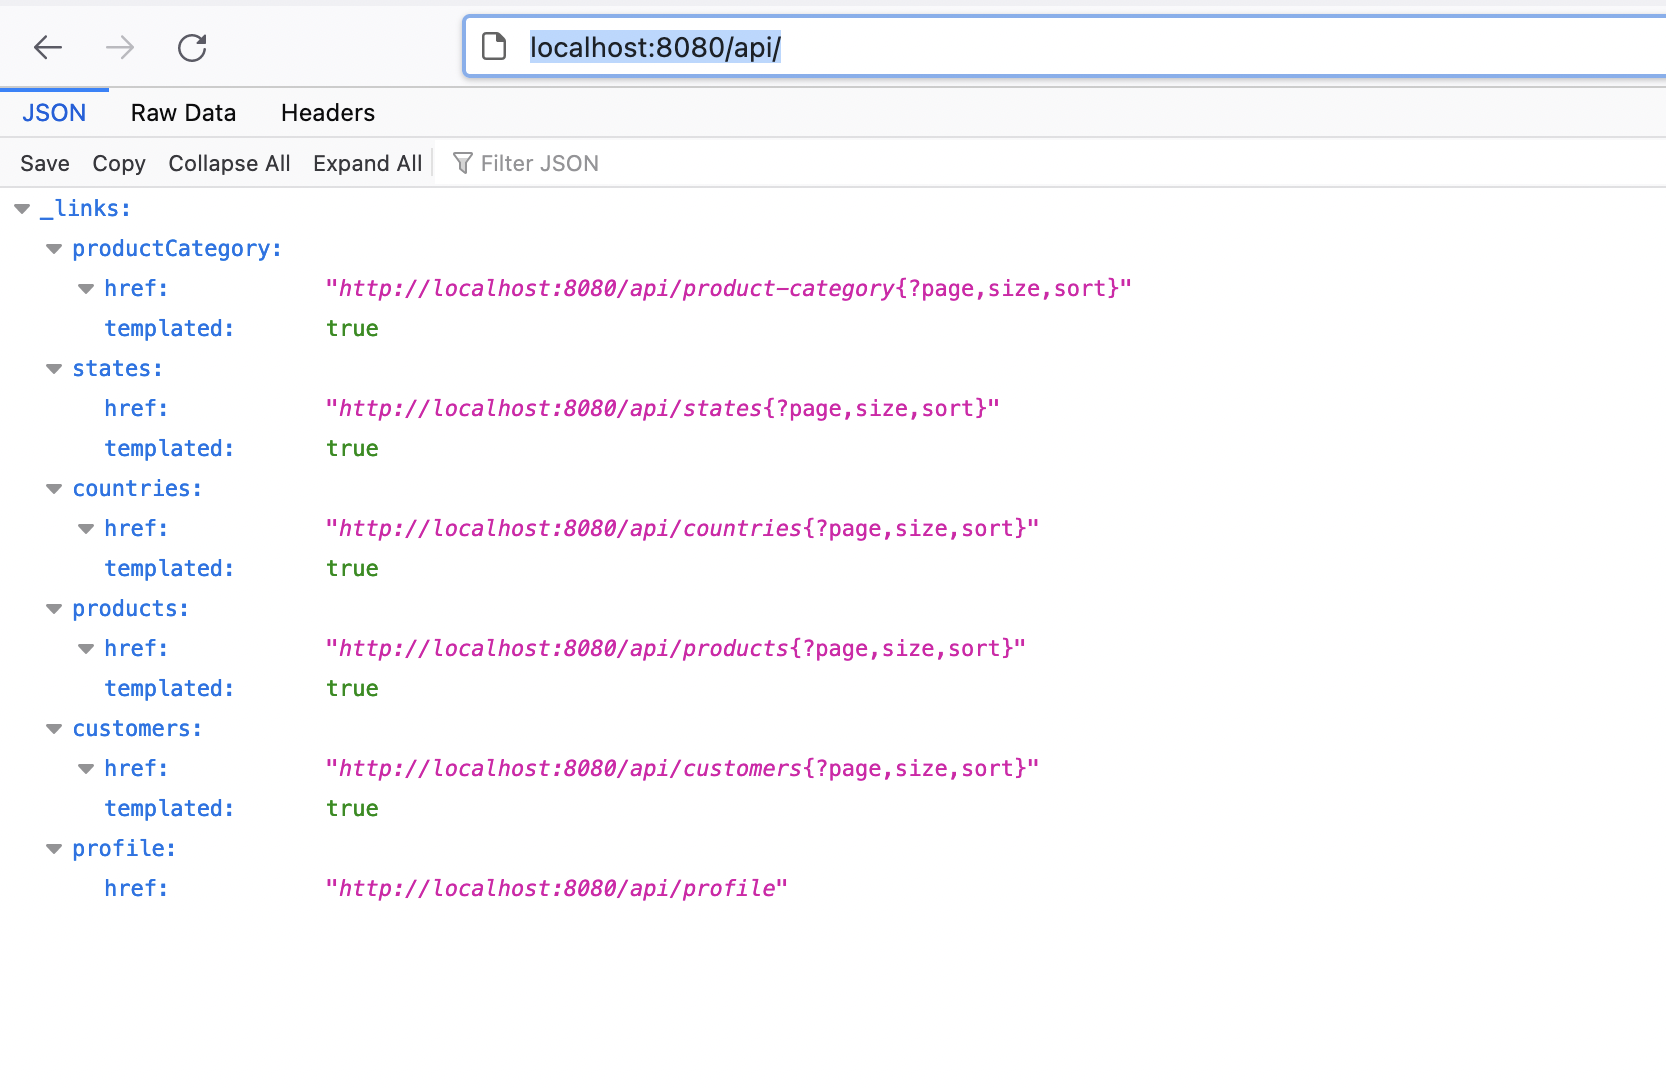 localhost:8080/api/
JSON Raw Data Headers
Save Copy Collapse All Expand All Filter JSON
_links:
productCategory:
href: "http://localhost:8080/api/product-category{?page,size,sort}"
templated: true
states:
href: "http://localhost:8080/api/states{?page,size,sort}"
templated: true
countries:
href: "http://localhost:8080/api/countries{?page,size,sort}"
templated: true
products:
href: "http://localhost:8080/api/products{?page,size,sort}"
templated: true
customers:
href: "http://localhost:8080/api/customers{?page,size,sort}"
templated: true
profile:
href: "http://localhost:8080/api/profile"